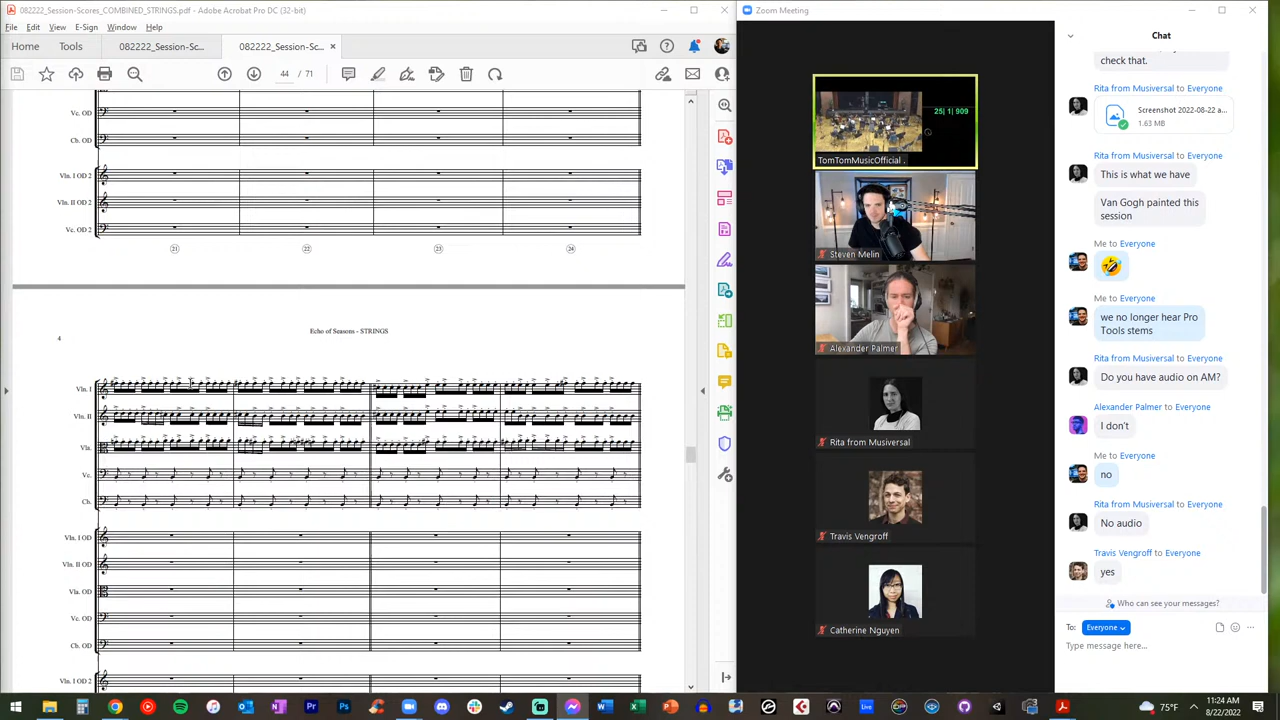 082222_Session-Scores_COMBINED_STRINGS.pdf - Adobe Acrobat Pro DC (32-bit)
File Edit View E-Sign Window Help
Home Tools 082222_Session-Sc... 082222_Session-Sc...
44 / 71
Vc. OD
Cb. OD
Vln. I OD 2
Vln. II OD 2
Vc. OD 2
21 22 23 24
Echo of Seasons - STRINGS
4
Vln. I
Vln. II
Vla.
Vc.
Cb.
Vln. I OD
Vln. II OD
Vla. OD
Vc. OD
Cb. OD
Vln. I OD 2
Zoom Meeting
25| 1| 909
TomTomMusicOfficial .
Steven Melin
Alexander Palmer
Rita from Musiversal
Travis Vengroff
Catherine Nguyen
Chat
check that.
Rita from Musiversal to Everyone
Screenshot 2022-08-22 a...
1.63 MB
Rita from Musiversal to Everyone
This is what we have
Van Gogh painted this
session
Me to Everyone
Me to Everyone
we no longer hear Pro
Tools stems
Rita from Musiversal to Everyone
Do you have audio on AM?
Alexander Palmer to Everyone
I don't
Me to Everyone
no
Rita from Musiversal to Everyone
No audio
Travis Vengroff to Everyone
yes
Who can see your messages?
To: Everyone
Type message here...
75°F
11:24 AM
8/22/2022